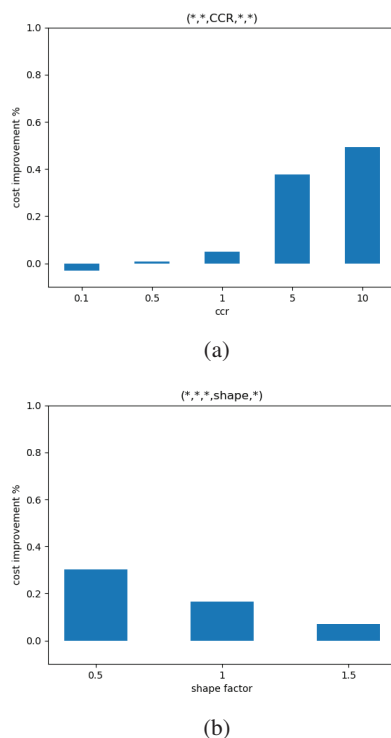 (*,*,CCR,*,*)
1.0
0.8
0.6
0.4
0.2
0.0
cost improvement %
0.1 0.5 1 5 10
ccr
(a)
(*,*,*,shape,*)
1.0
0.8
0.6
0.4
0.2
0.0
cost improvement %
0.5 1 1.5
shape factor
(b)